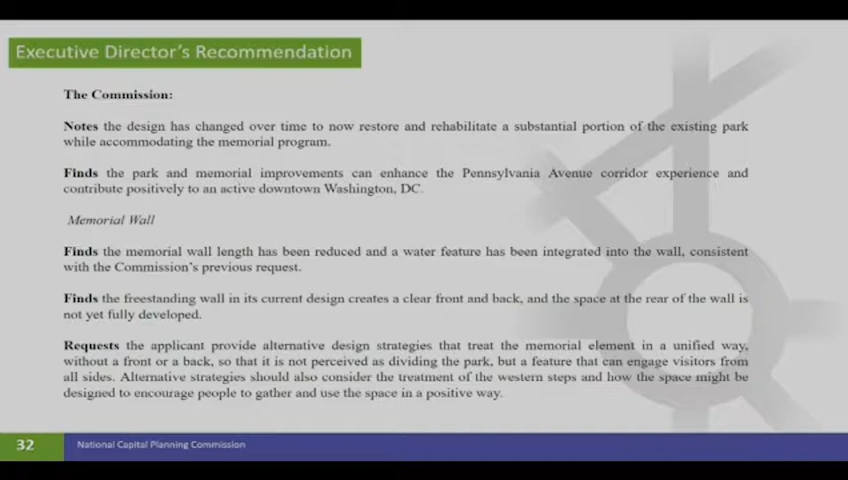 Executive Director's Recommendation
The Commission:
Notes the design has changed over time to now restore and rehabilitate a substantial portion of the existing park
while accommodating the memorial program.
Finds the park and memorial improvements can enhance the Pennsylvania Avenue corridor experience and
contribute positively to an active downtown Washington, DC.
Memorial Wall
Finds the memorial wall length has been reduced and a water feature has been integrated into the wall, consistent
with the Commission's previous request.
Finds the freestanding wall in its current design creates a clear front and back, and the space at the rear of the wall is
not yet fully developed.
Requests the applicant provide alternative design strategies that treat the memorial element in a unified way,
without a front or a back, so that it is not perceived as dividing the park, but a feature that can engage visitors from
all sides. Alternative strategies should also consider the treatment of the western steps and how the space might be
designed to encourage people to gather and use the space in a positive way.
32
National Capital Planning Commission